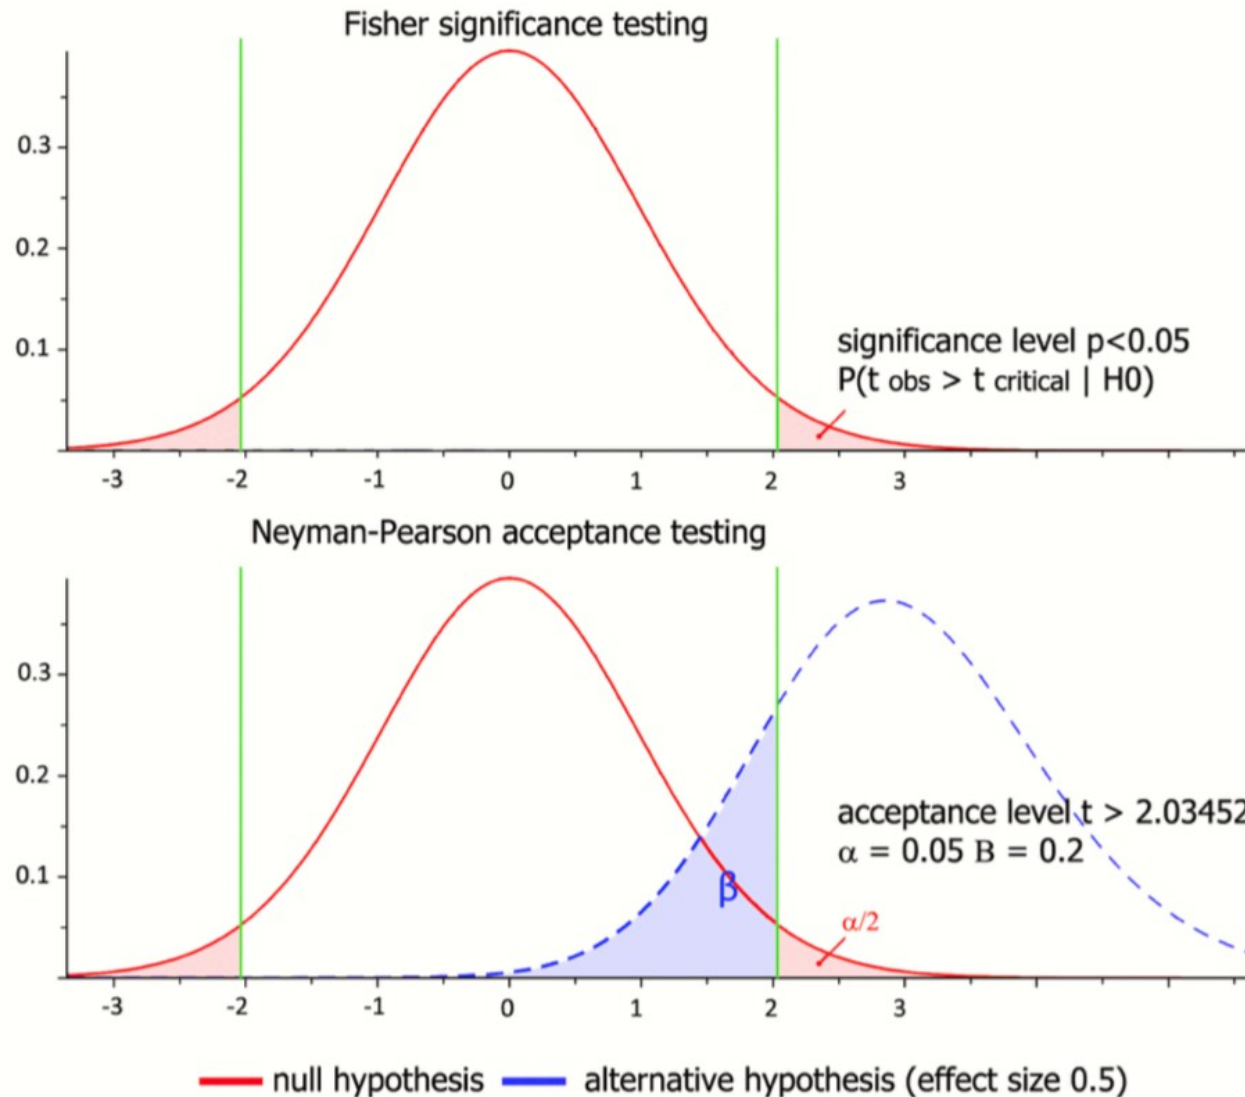 Fisher significance testing
0.3
0.2
0.1
significance level p<0.05
P(t obs > t critical | H0)
-3 -2 -1 0 1 2 3
Neyman-Pearson acceptance testing
0.3
0.2
0.1
acceptance level t > 2.03452
α = 0.05 B = 0.2
β
α/2
-3 -2 -1 0 1 2 3
null hypothesis alternative hypothesis (effect size 0.5)